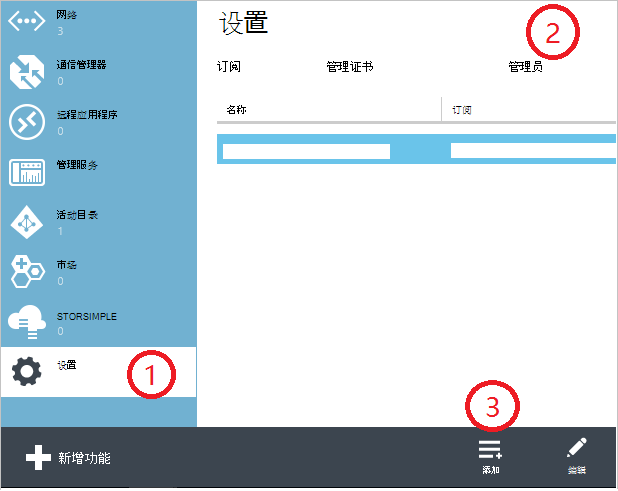 网络
3
通信管理器
0
远程应用程序
0
管理服务
活动目录
1
市场
0
STORSIMPLE
0
设置
1
设置
2
订阅
管理证书
管理员
名称
订阅
3
新增功能
添加
编辑